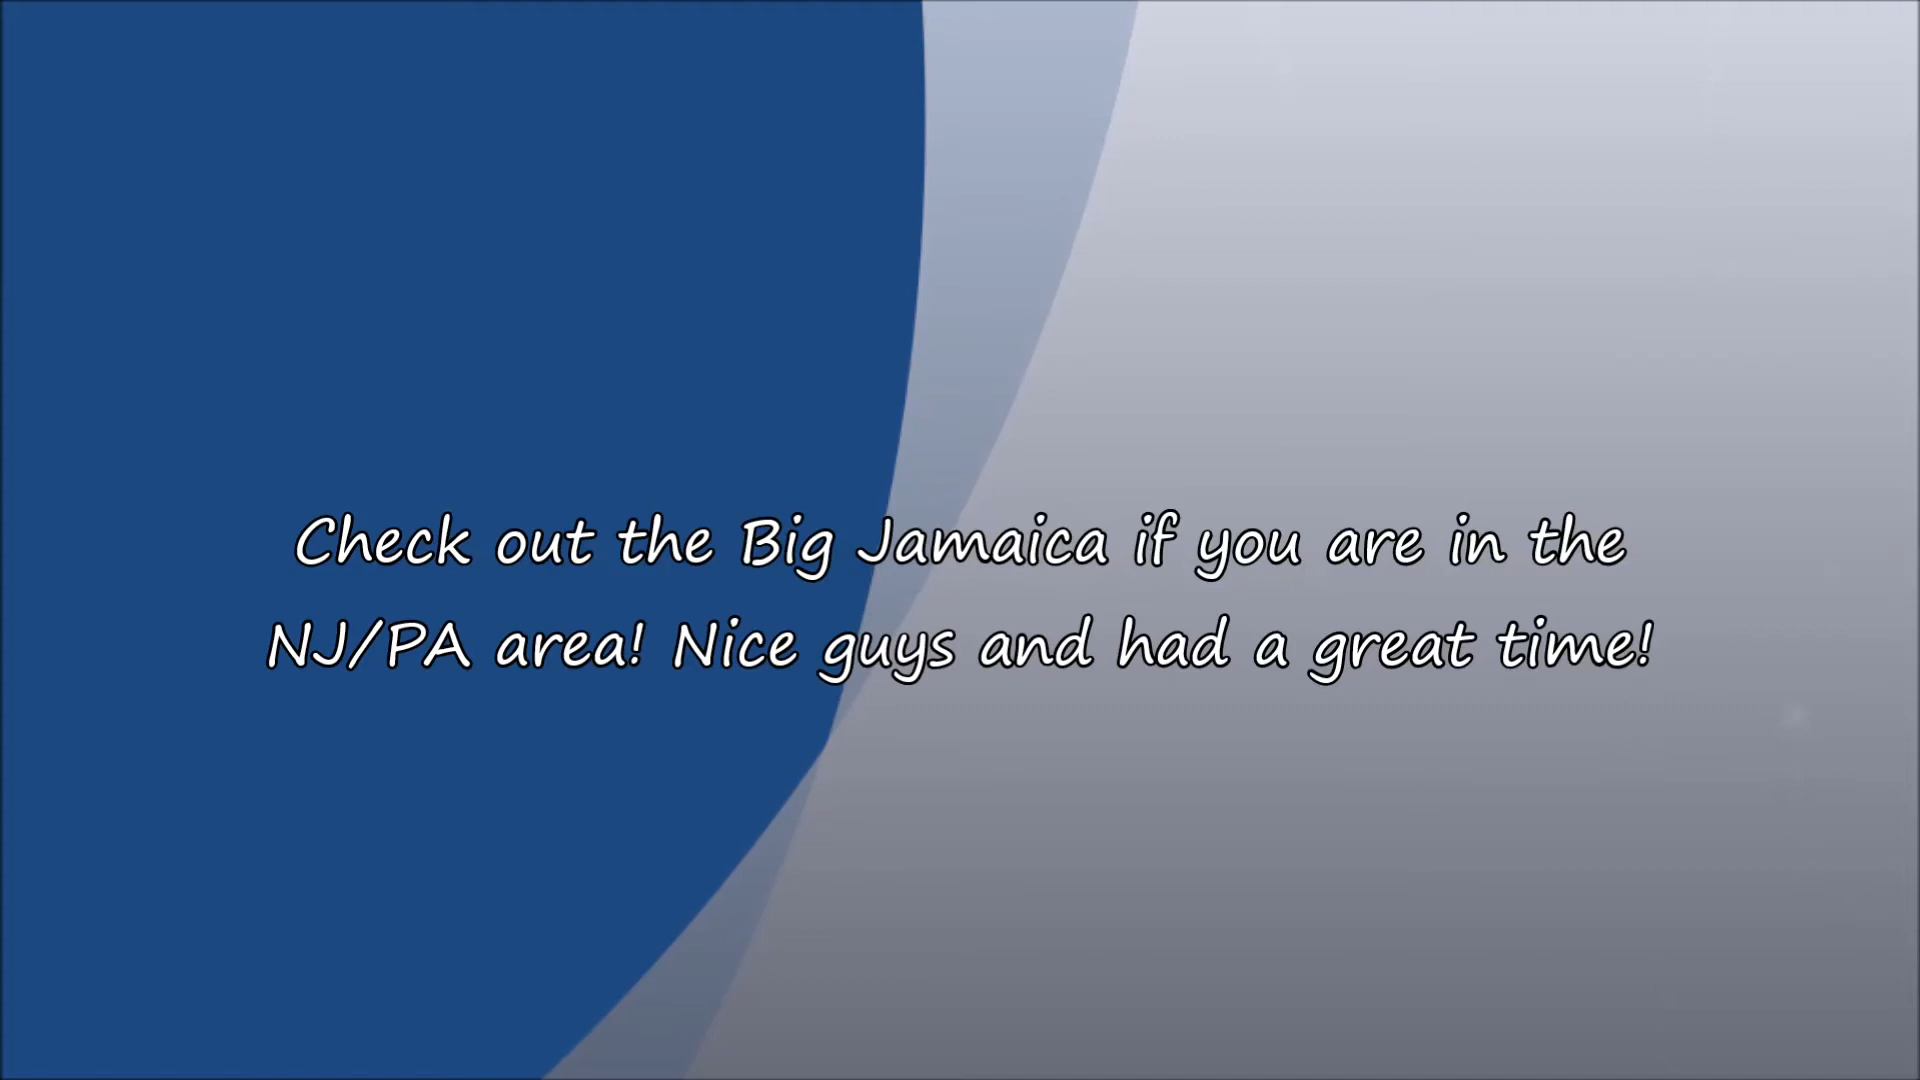 Check out the Big Jamaica if you are in the
NJ/PA area! Nice guys and had a great time!